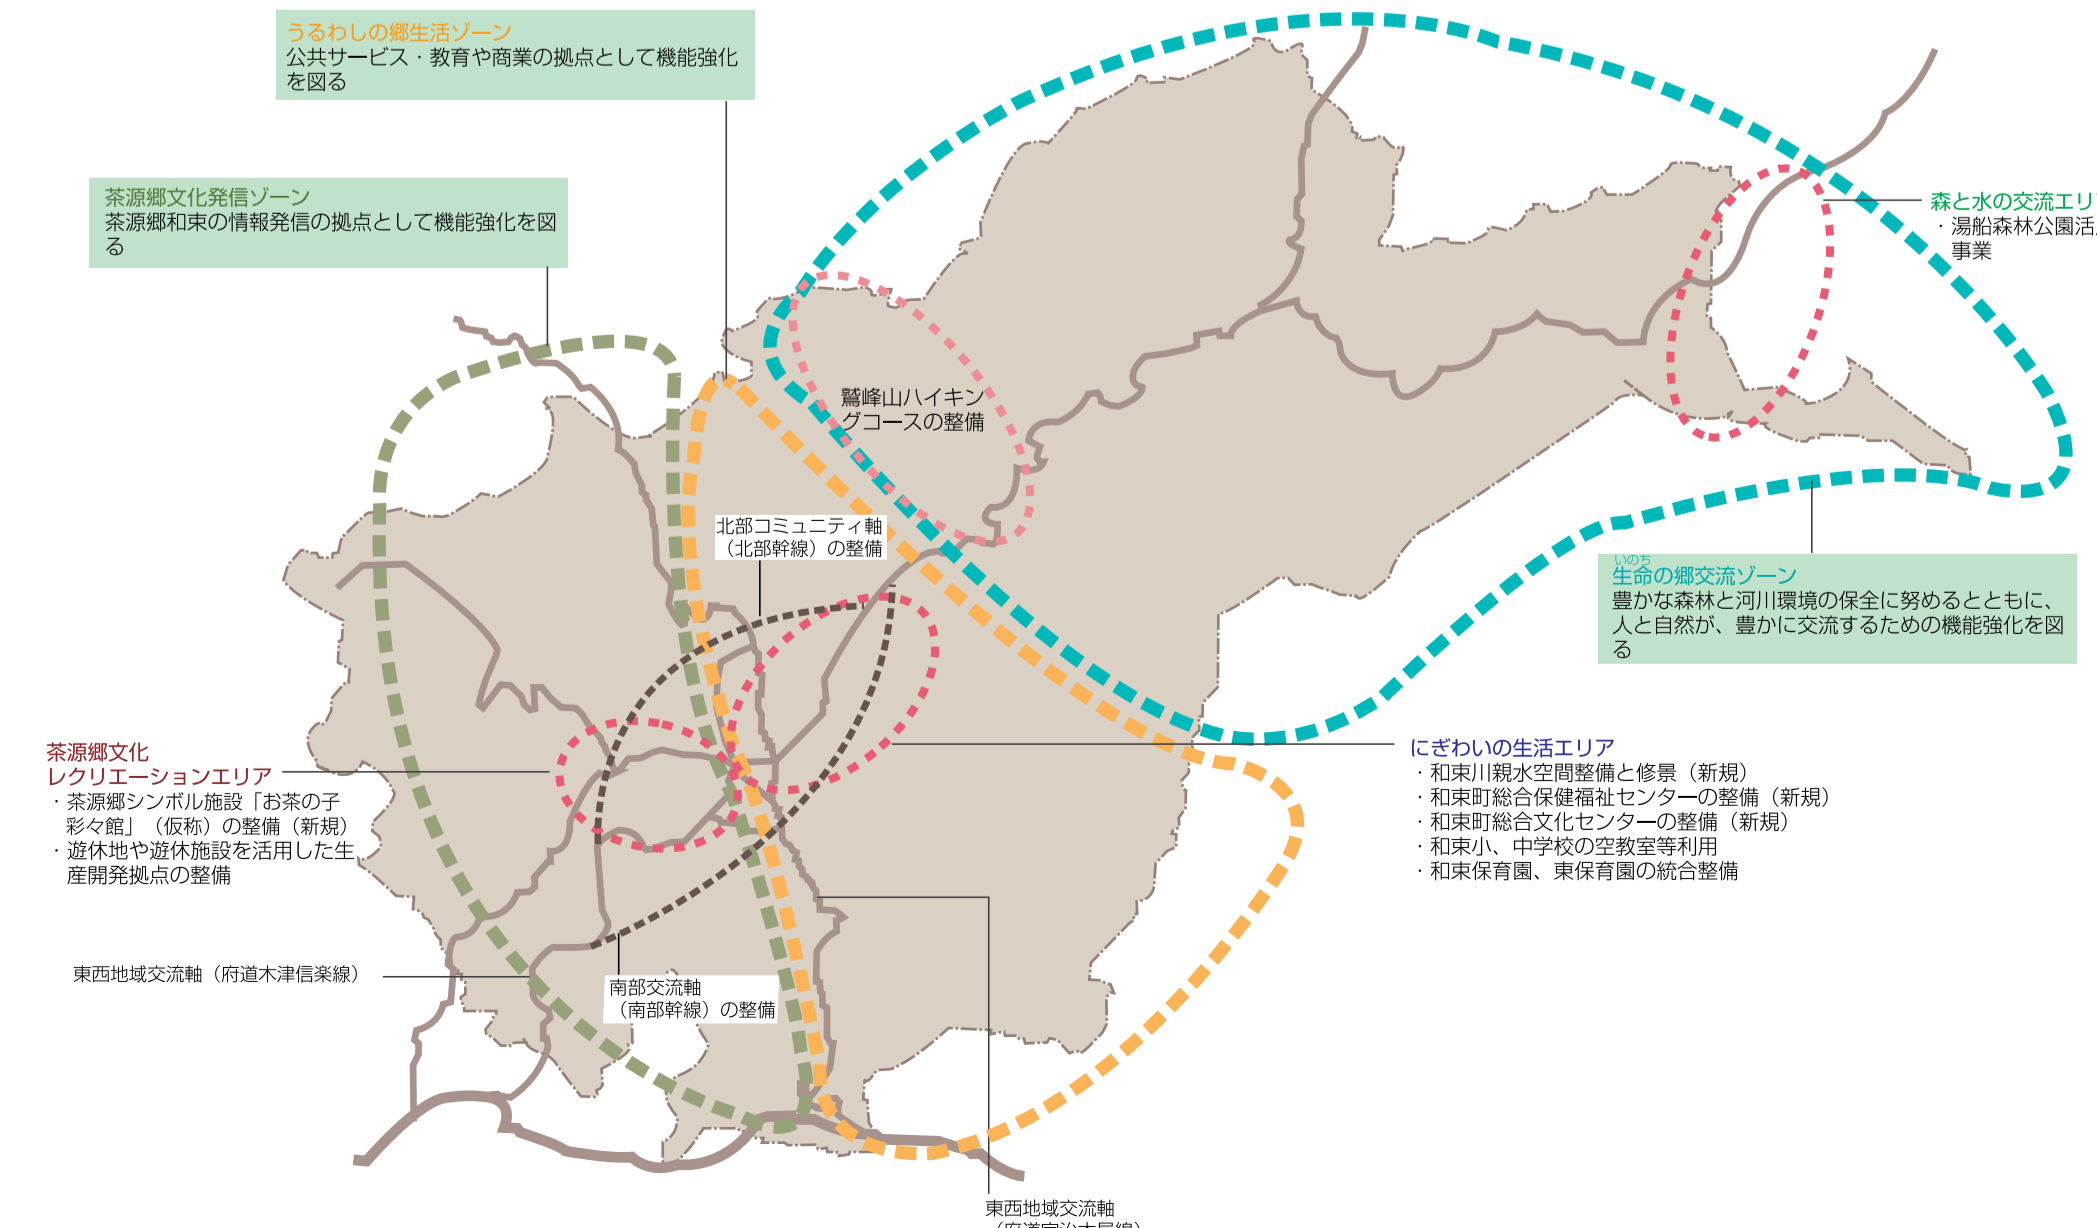 うるわしの郷生活ゾーン
公共サービス・教育や商業の拠点として機能強化
を図る
茶源郷文化発信ゾーン
茶源郷和束の情報発信の拠点として機能強化を図
る
森と水の交流エリ
・湯船森林公園活
事業
鷲峰山ハイキン
グコースの整備
北部コミュニティ軸
（北部幹線）の整備
いのち
生命の郷交流ゾーン
豊かな森林と河川環境の保全に努めるとともに、
人と自然が、豊かに交流するための機能強化を図
る
茶源郷文化
レクリエーションエリア
・茶源郷シンボル施設「お茶の子
彩々館」（仮称）の整備（新規）
・遊休地や遊休施設を活用した生
産開発拠点の整備
にぎわいの生活エリア
・和束川親水空間整備と修景（新規）
・和束町総合保健福祉センターの整備（新規）
・和束町総合文化センターの整備（新規）
・和束小、中学校の空教室等利用
・和束保育園、東保育園の統合整備
東西地域交流軸（府道木津信楽線）
南部交流軸
（南部幹線）の整備
東西地域交流軸